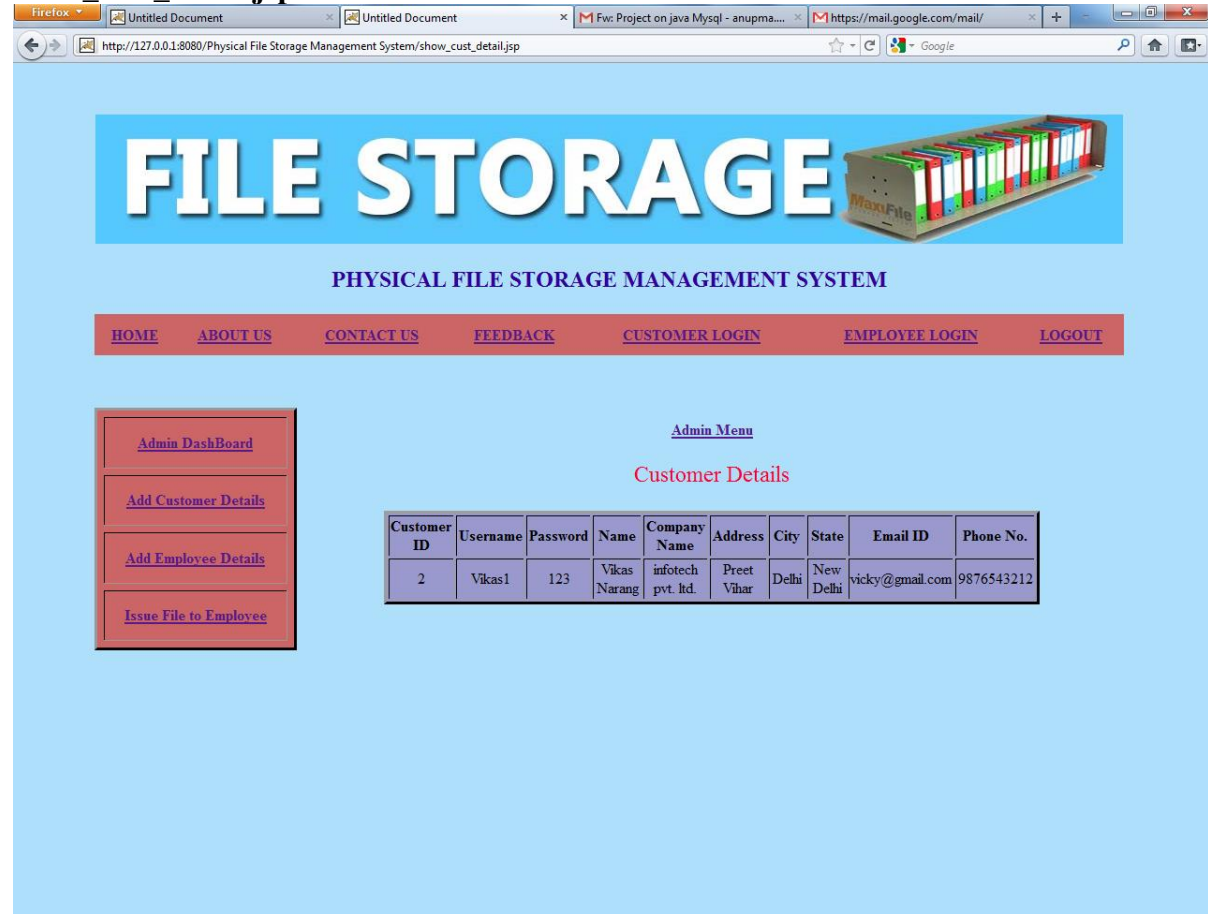 Firefox
Untitled Document
Untitled Document
Fw: Project on java Mysql - anupma....
https://mail.google.com/mail/
http://127.0.0.1:8080/Physical File Storage Management System/show_cust_detail.jsp
Google
FILE STORAGE
MaxiFile
PHYSICAL FILE STORAGE MANAGEMENT SYSTEM
HOME ABOUT US CONTACT US FEEDBACK CUSTOMER LOGIN EMPLOYEE LOGIN LOGOUT
Admin DashBoard
Add Customer Details
Add Employee Details
Issue File to Employee
Admin Menu
Customer Details
Customer ID Username Password Name Company Name Address City State Email ID Phone No.
2 Vikas1 123 Vikas Narang infotech pvt. ltd. Preet Vihar Delhi New Delhi vicky@gmail.com 9876543212